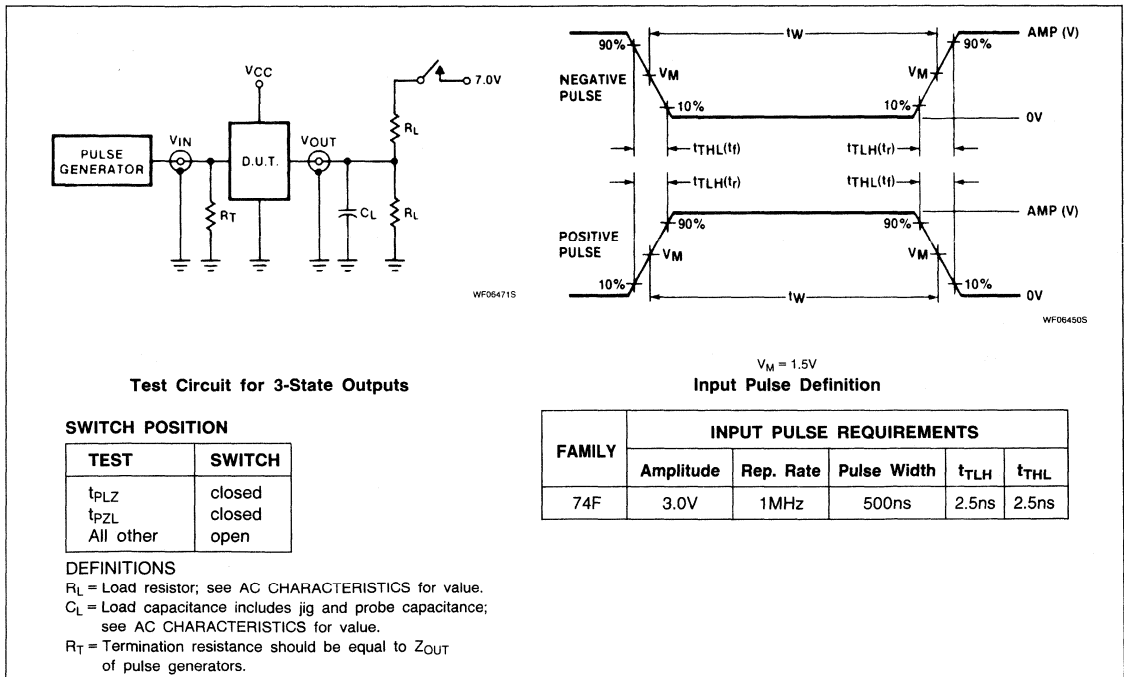 VCC
7.0V
RL
PULSE
GENERATOR
VIN
D.U.T.
VOUT
RT
CL
RL
WF06471S
Test Circuit for 3-State Outputs
tW
AMP (V)
90%
90%
NEGATIVE
PULSE
VM
VM
10%
10%
0V
tTHL(tf)
tTLH(tr)
tTLH(tr)
tTHL(tf)
AMP (V)
90%
90%
POSITIVE
PULSE
VM
VM
10%
10%
tW
0V
WF06450S
VM = 1.5V
Input Pulse Definition
SWITCH POSITION
TEST SWITCH
tPLZ closed
tPZL closed
All other open
FAMILY INPUT PULSE REQUIREMENTS
Amplitude Rep. Rate Pulse Width tTLH tTHL
74F 3.0V 1MHz 500ns 2.5ns 2.5ns
DEFINITIONS
RL = Load resistor; see AC CHARACTERISTICS for value.
CL = Load capacitance includes jig and probe capacitance;
see AC CHARACTERISTICS for value.
RT = Termination resistance should be equal to ZOUT
of pulse generators.